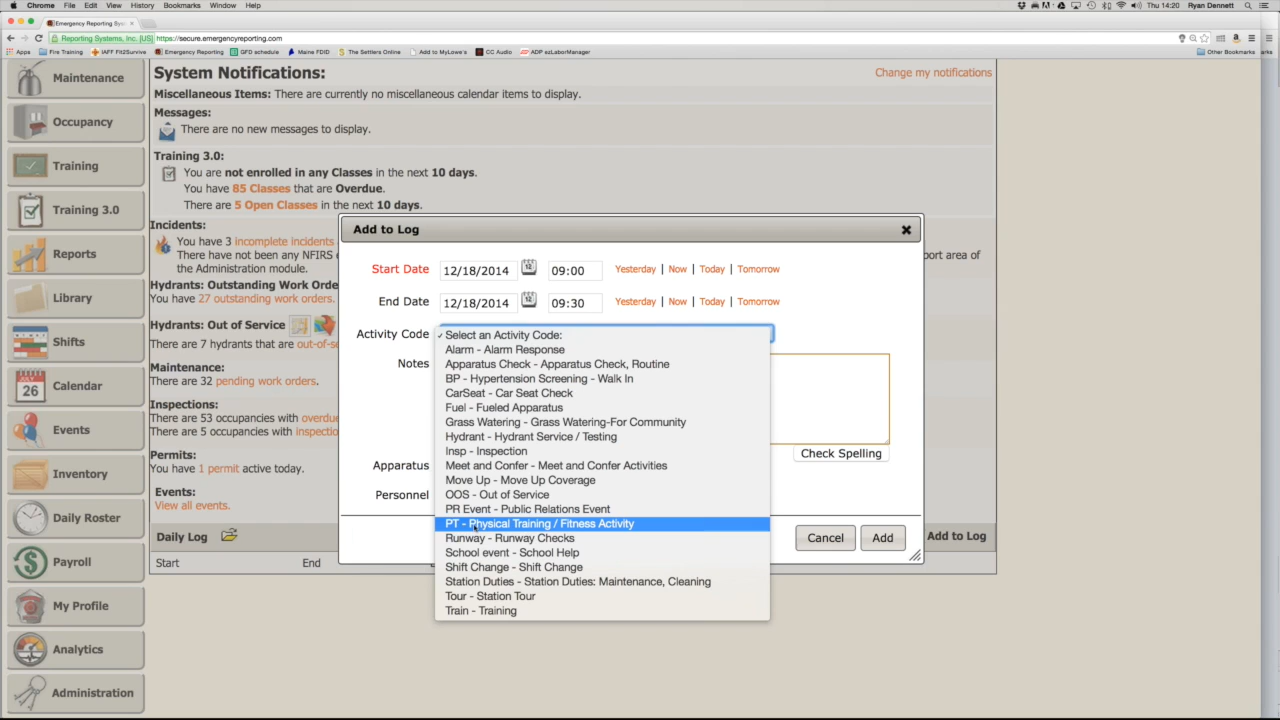 Chrome File Edit View History Bookmarks Window Help Thu 14:20 Ryan Dennett
Emergency Reporting Sys
Reporting Systems, Inc. [US] https://secure.emergencyreporting.com
Apps Fire Training IAFF Fit2Survive Emergency Reporting GFD schedule Maine FDID The Settlers Online Add to MyLowe's CC Audio ADP ezLaborManager Other Bookmarks
Maintenance
Occupancy
Training
Training 3.0
Reports
Library
Shifts
JULY
26
Calendar
Events
Inventory
Daily Roster
Payroll
My Profile
Analytics
Administration
System Notifications:
Change my notifications
Miscellaneous Items: There are currently no miscellaneous calendar items to display.
Messages:
There are no new messages to display.
Training 3.0:
You are not enrolled in any Classes in the next 10 days.
You have 85 Classes that are Overdue.
There are 5 Open Classes in the next 10 days.
Incidents:
You have 3 incomplete incidents
There have not been any NFIRS port area of
the Administration module.
Hydrants: Outstanding Work Orde
You have 27 outstanding work orders.
Hydrants: Out of Service
There are 7 hydrants that are out-of-s
Maintenance:
There are 32 pending work orders.
Inspections:
There are 53 occupancies with overdue
There are 5 occupancies with inspectio
Permits:
You have 1 permit active today.
Events:
View all events.
Daily Log Add to Log
Start End
Add to Log
Start Date 12/18/2014 12 09:00 Yesterday | Now | Today | Tomorrow
End Date 12/18/2014 12 09:30 Yesterday | Now | Today | Tomorrow
Activity Code
Notes
Check Spelling
Apparatus
Personnel
Cancel Add
✓ Select an Activity Code:
Alarm - Alarm Response
Apparatus Check - Apparatus Check, Routine
BP - Hypertension Screening - Walk In
CarSeat - Car Seat Check
Fuel - Fueled Apparatus
Grass Watering - Grass Watering-For Community
Hydrant - Hydrant Service / Testing
Insp - Inspection
Meet and Confer - Meet and Confer Activities
Move Up - Move Up Coverage
OOS - Out of Service
PR Event - Public Relations Event
PT - Physical Training / Fitness Activity
Runway - Runway Checks
School event - School Help
Shift Change - Shift Change
Station Duties - Station Duties: Maintenance, Cleaning
Tour - Station Tour
Train - Training